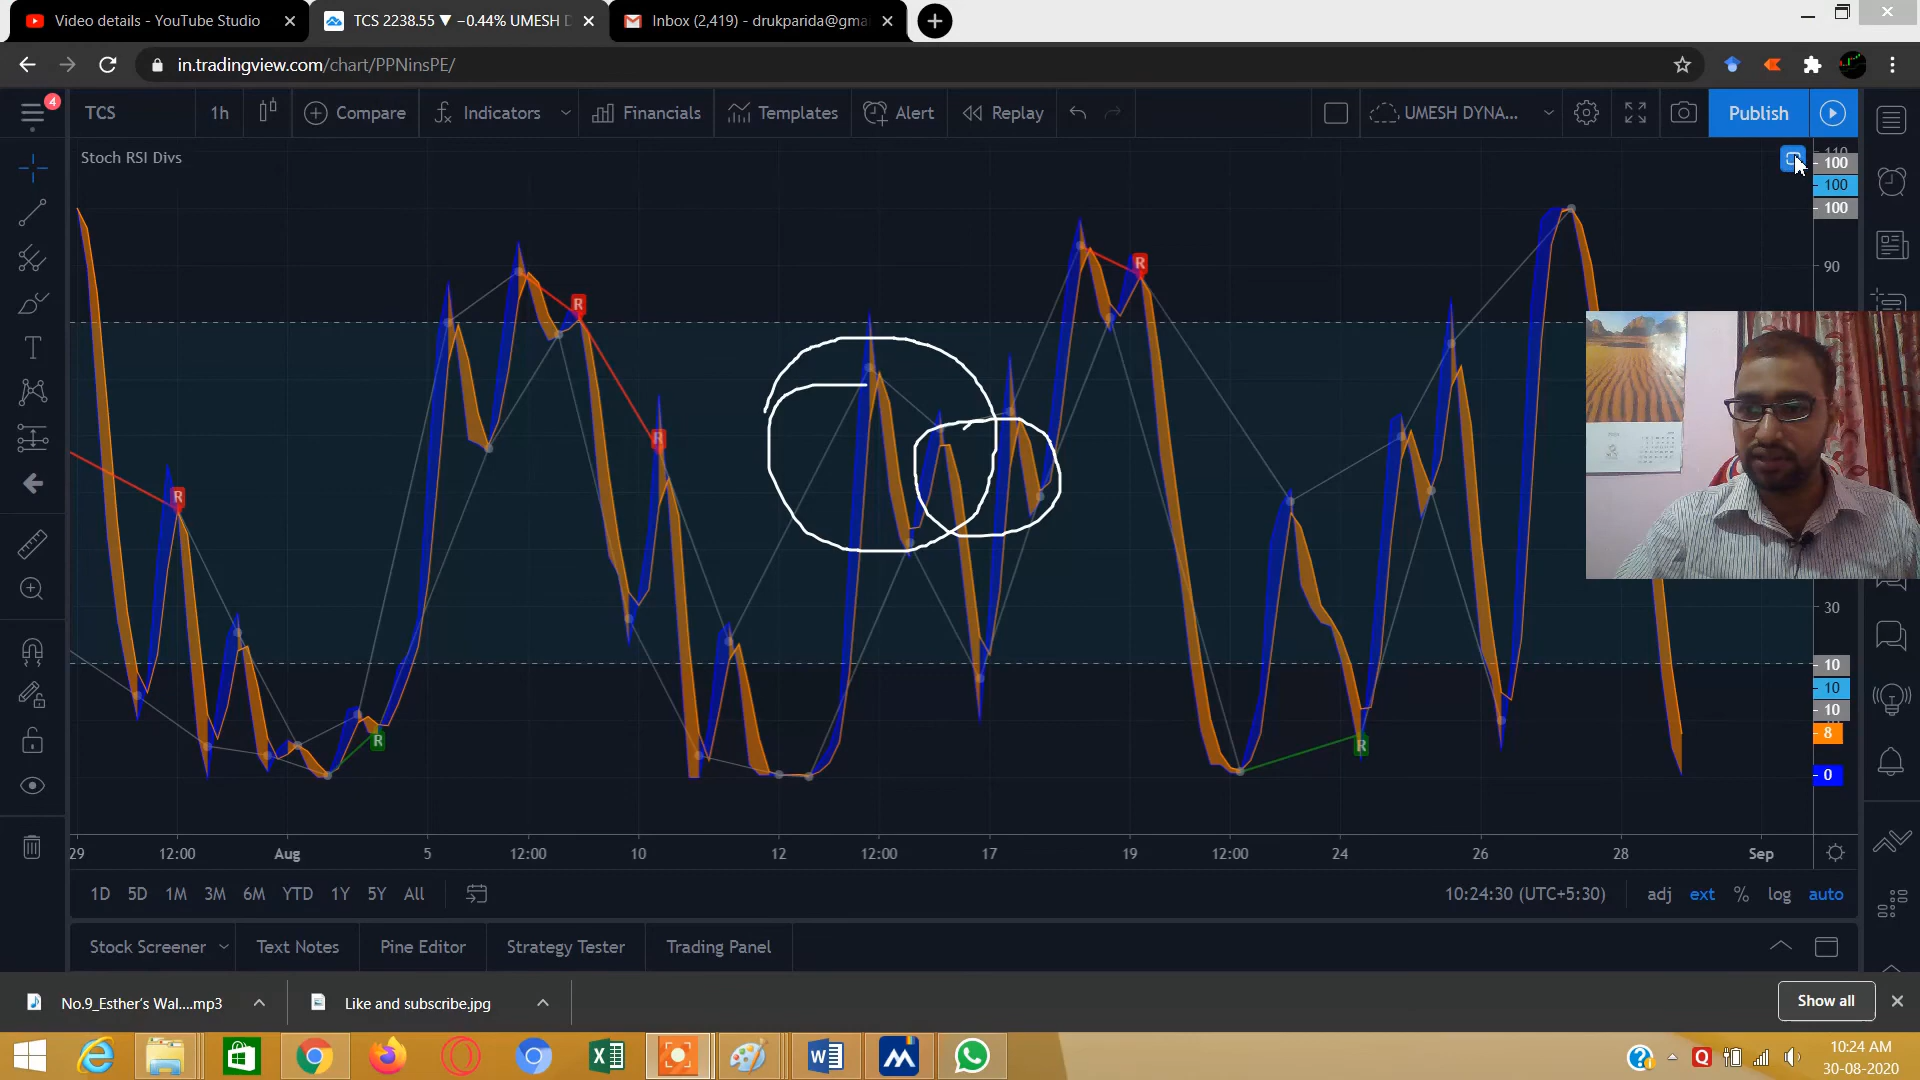 Video details - YouTube Studio
TCS 2238.55 ▼ −0.44% UMESH D
Inbox (2,419) - drukparida@gma
in.tradingview.com/chart/PPNinsPE/
4
TCS
1h
Compare
Indicators
Financials
Templates
Alert
Replay
UMESH DYNA...
Publish
Stoch RSI Divs
110
100
100
100
90
R
R
R
R
R
R
R
30
10
10
10
8
0
29
12:00
Aug
5
12:00
10
12
12:00
17
19
12:00
24
26
28
Sep
1D
5D
1M
3M
6M
YTD
1Y
5Y
All
10:24:30 (UTC+5:30)
adj
ext
%
log
auto
Stock Screener
Text Notes
Pine Editor
Strategy Tester
Trading Panel
No.9_Esther’s Wal....mp3
Like and subscribe.jpg
Show all
10:24 AM
30-08-2020